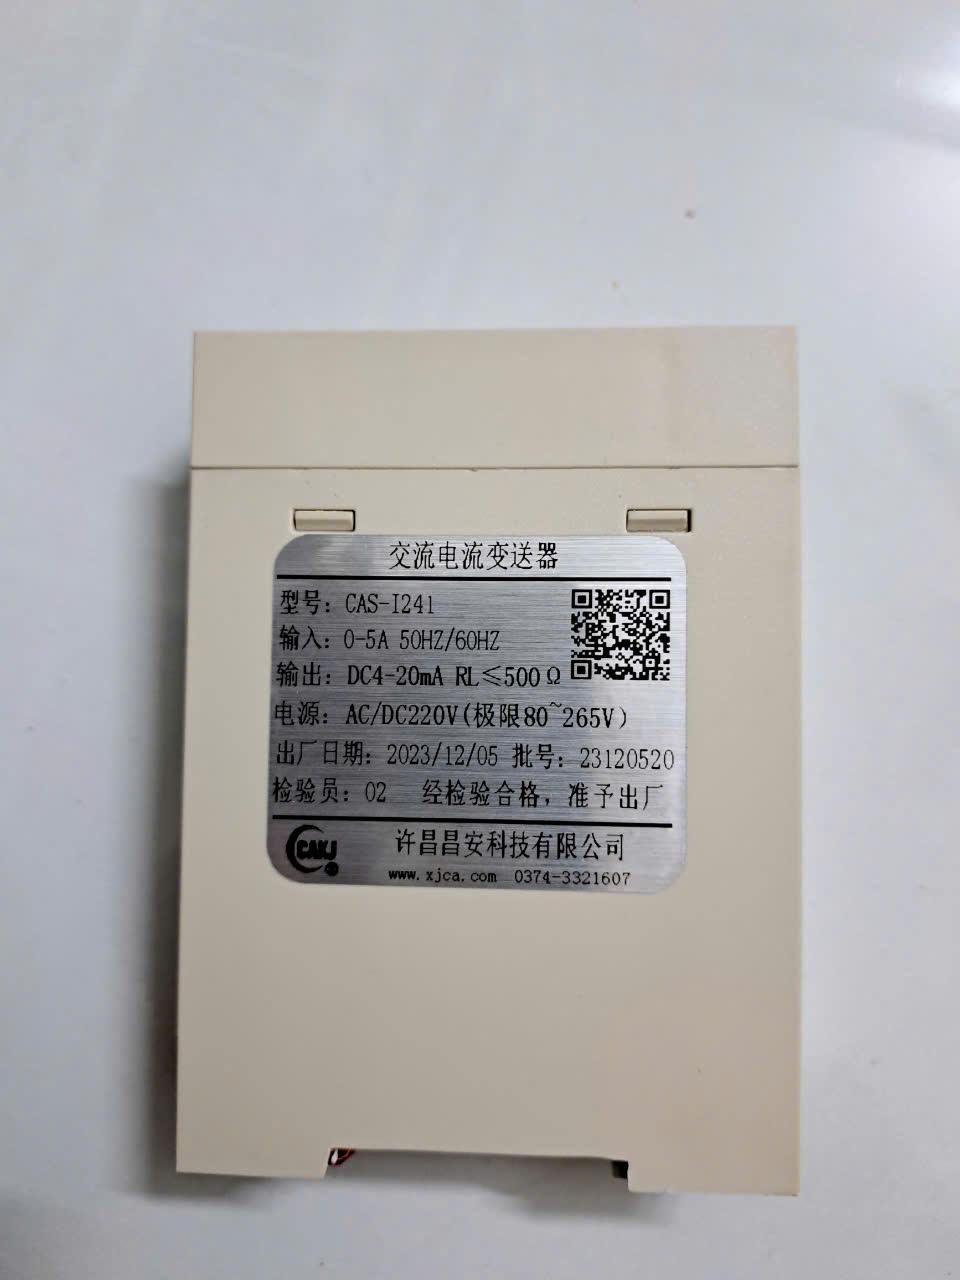 交流电流变送器
型号：CAS-I241
输入：0-5A 50HZ/60HZ
输出：DC4-20mA RL≤500Ω
电源：AC/DC220V(极限80~265V)
出厂日期：2023/12/05 批号：23120520
检验员：02 经检验合格，准予出厂
CAKJ
许昌昌安科技有限公司
www.xjca.com 0374-3321607